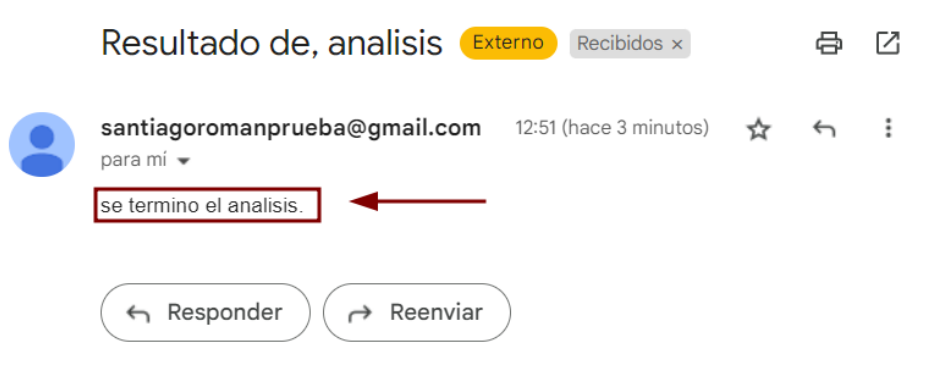 Resultado de, analisis Externo Recibidos ×
santiagoromanprueba@gmail.com 12:51 (hace 3 minutos)
para mí
se termino el analisis.
Responder Reenviar